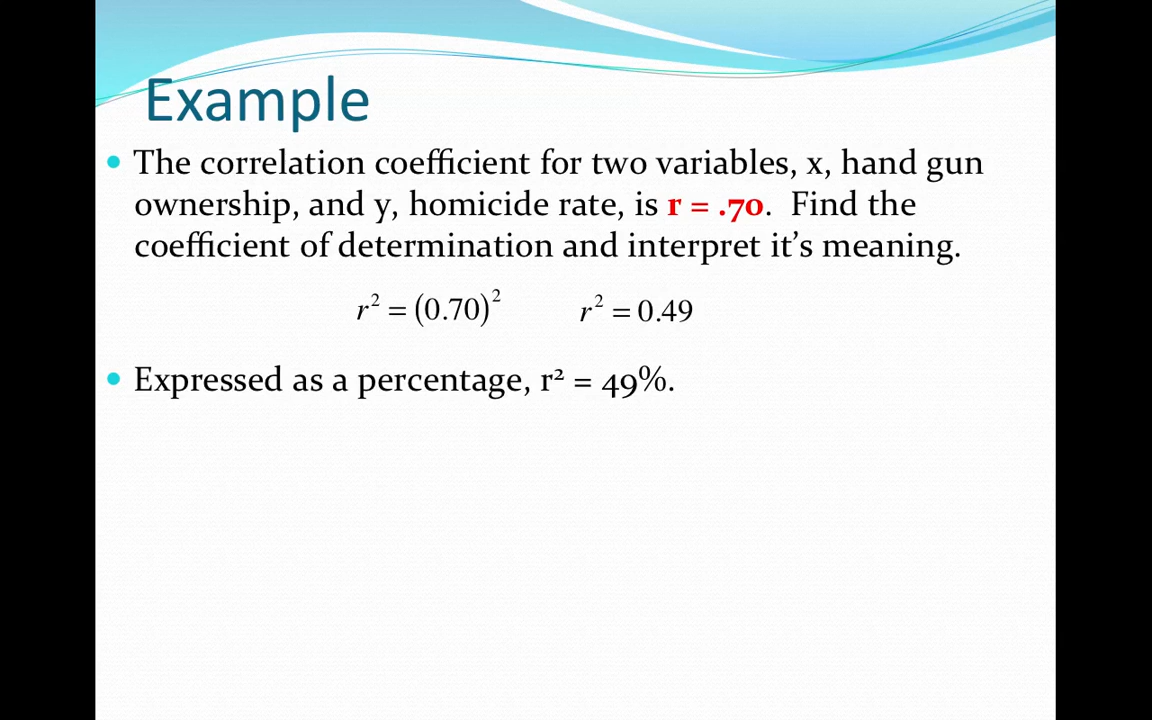 Example
• The correlation coefficient for two variables, x, hand gun
ownership, and y, homicide rate, is r = .70.  Find the
coefficient of determination and interpret it's meaning.
r² = (0.70)²    r² = 0.49
• Expressed as a percentage, r² = 49%.